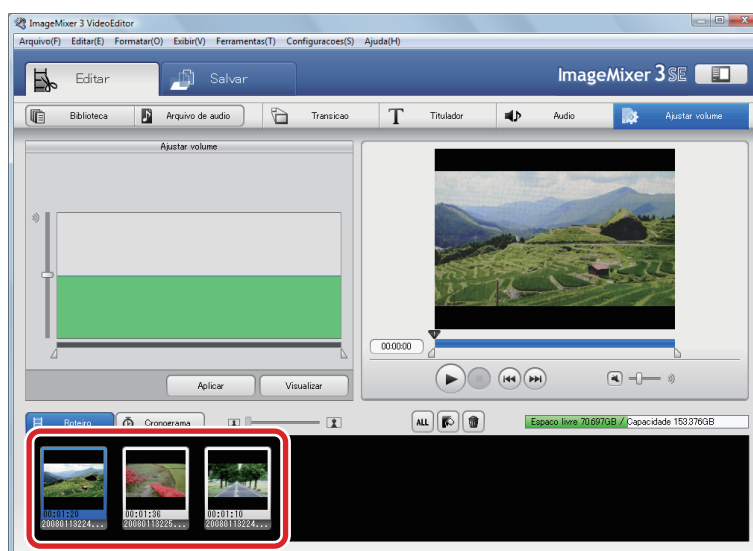 ImageMixer 3 VideoEditor
Arquivo(F) Editar(E) Formatar(O) Exibir(V) Ferramentas(T) Configuracoes(S) Ajuda(H)
Editar Salvar ImageMixer 3 SE
Biblioteca Arquivo de audio Transicao T Titulador Audio Ajustar volume
Ajustar volume
00:00:00
Aplicar Visualizar
Roteiro Cronograma ALL Espaco livre 70.697GB / Capacidade 153.376GB
00:01:20 00:01:36 00:01:10
20080113224... 20080113225... 20080113224...